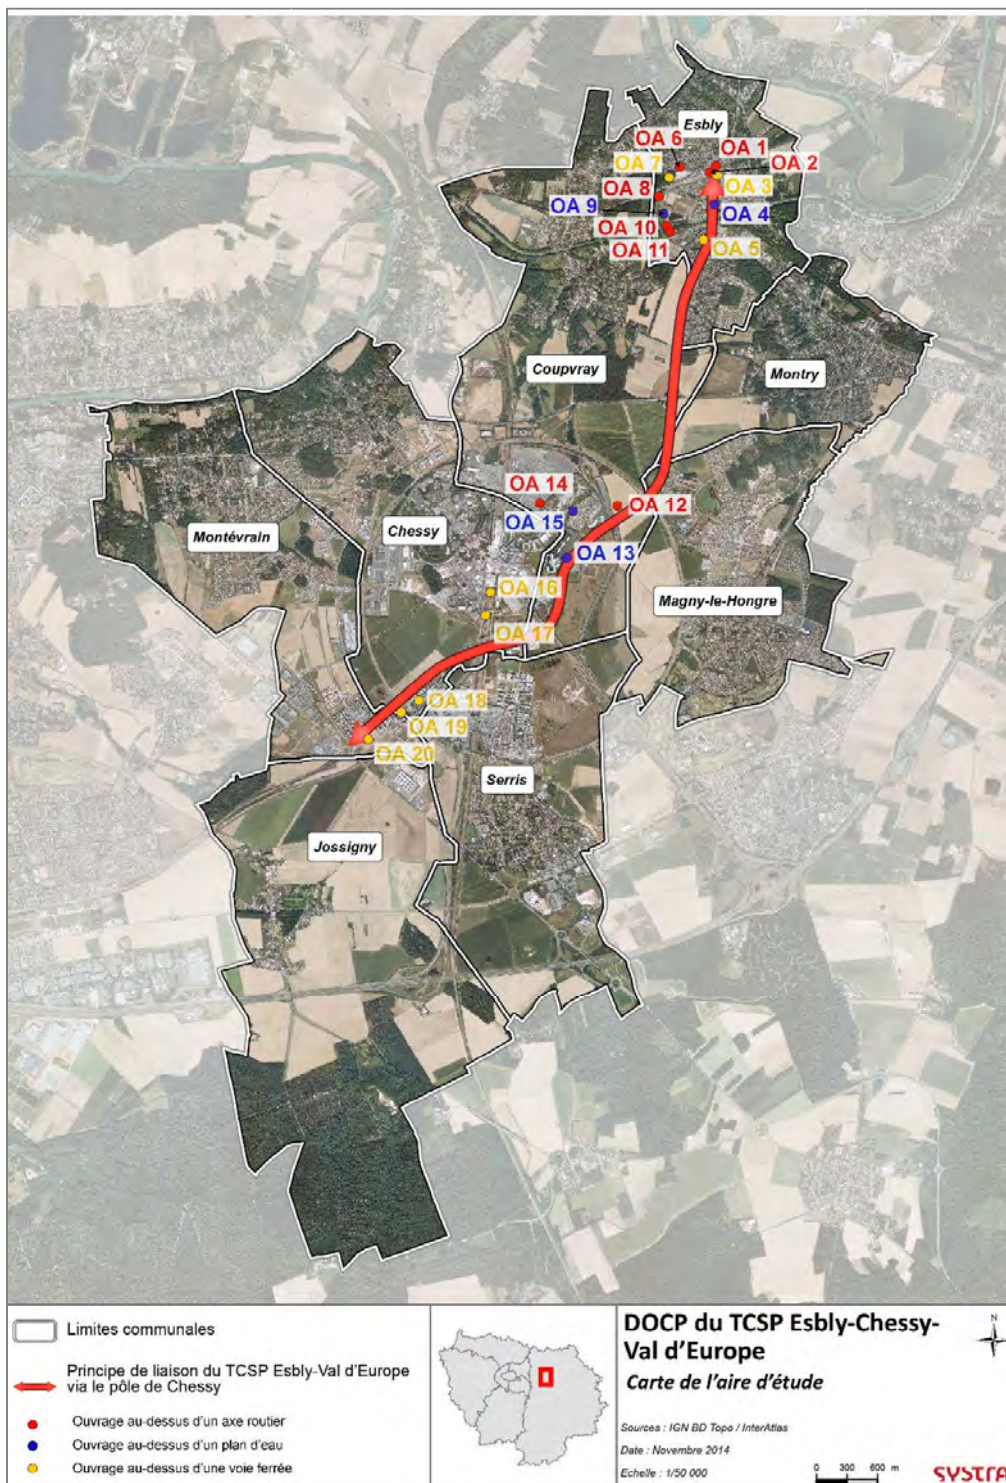 Esbly
OA 6
OA 1
OA 2
OA 7
OA 3
OA 8
OA 9
OA 4
OA 10
OA 11
OA 5
Coupvray
Montry
OA 14
OA 12
OA 15
Chessy
Montévrain
OA 13
OA 16
Magny-le-Hongre
OA 17
OA 18
OA 19
OA 20
Serris
Jossigny
Limites communales
Principe de liaison du TCSP Esbly-Val d'Europe
via le pôle de Chessy
Ouvrage au-dessus d'un axe routier
Ouvrage au-dessus d'un plan d'eau
Ouvrage au-dessus d'une voie ferrée
DOCP du TCSP Esbly-Chessy-
Val d'Europe
Carte de l'aire d'étude
N
Sources : IGN BD Topo / InterAtlas
Date : Novembre 2014
Echelle : 1/50 000
0 300 600 m
SYSTRA